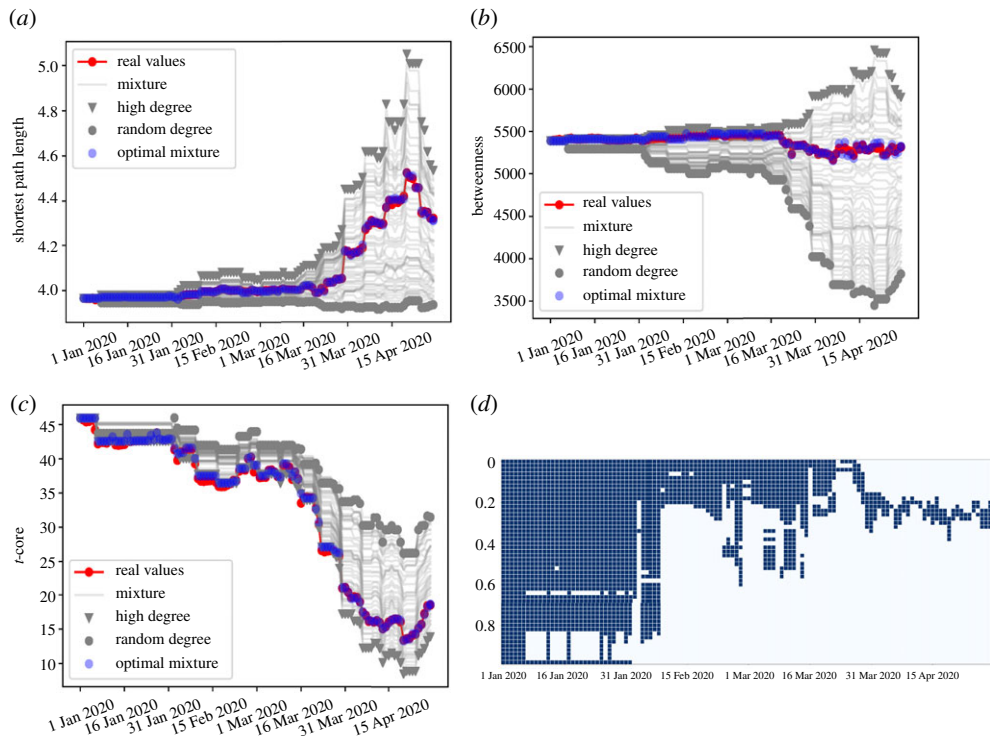 (a)
5.0
4.8
4.6
4.4
4.2
4.0
shortest path length
real values
mixture
high degree
random degree
optimal mixture
1 Jan 2020
16 Jan 2020
31 Jan 2020
15 Feb 2020
1 Mar 2020
16 Mar 2020
31 Mar 2020
15 Apr 2020
(b)
6500
6000
5500
5000
4500
4000
3500
betweenness
real values
mixture
high degree
random degree
optimal mixture
1 Jan 2020
16 Jan 2020
31 Jan 2020
15 Feb 2020
1 Mar 2020
16 Mar 2020
31 Mar 2020
15 Apr 2020
(c)
45
40
35
30
25
20
15
10
t-core
real values
mixture
high degree
random degree
optimal mixture
1 Jan 2020
16 Jan 2020
31 Jan 2020
15 Feb 2020
1 Mar 2020
16 Mar 2020
31 Mar 2020
15 Apr 2020
(d)
0
0.2
0.4
0.6
0.8
1 Jan 2020
16 Jan 2020
31 Jan 2020
15 Feb 2020
1 Mar 2020
16 Mar 2020
31 Mar 2020
15 Apr 2020